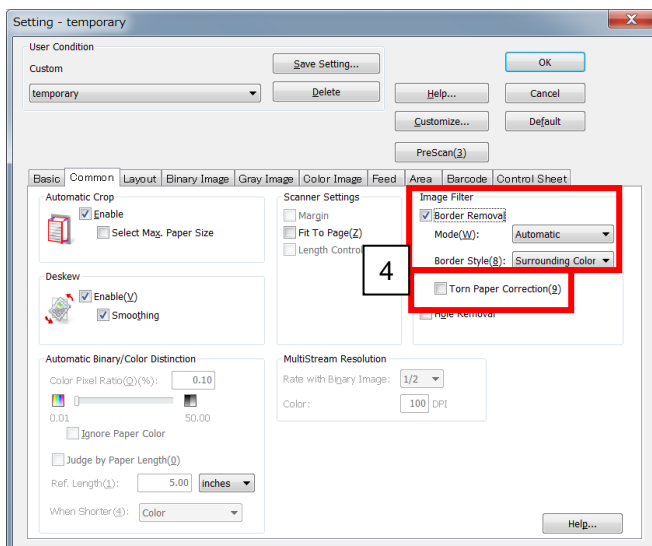 Setting - temporary
User Condition
Custom
Save Setting...
OK
temporary
Delete
Help...
Cancel
Customize...
Default
PreScan(3)
Basic Common Layout Binary Image Gray Image Color Image Feed Area Barcode Control Sheet
Automatic Crop
Enable
Select Max. Paper Size
Scanner Settings
Margin
Fit To Page(Z)
Length Control
Image Filter
Border Removal
Mode(W): Automatic
Border Style(8): Surrounding Color
4
Torn Paper Correction(9)
Hole Removal
Deskew
Enable(V)
Smoothing
Automatic Binary/Color Distinction
Color Pixel Ratio(O)(%): 0.10
0.01 50.00
Ignore Paper Color
Judge by Paper Length(0)
Ref. Length(1): 5.00 inches
When Shorter(4): Color
MultiStream Resolution
Rate with Binary Image: 1/2
Color: 100 DPI
Help...